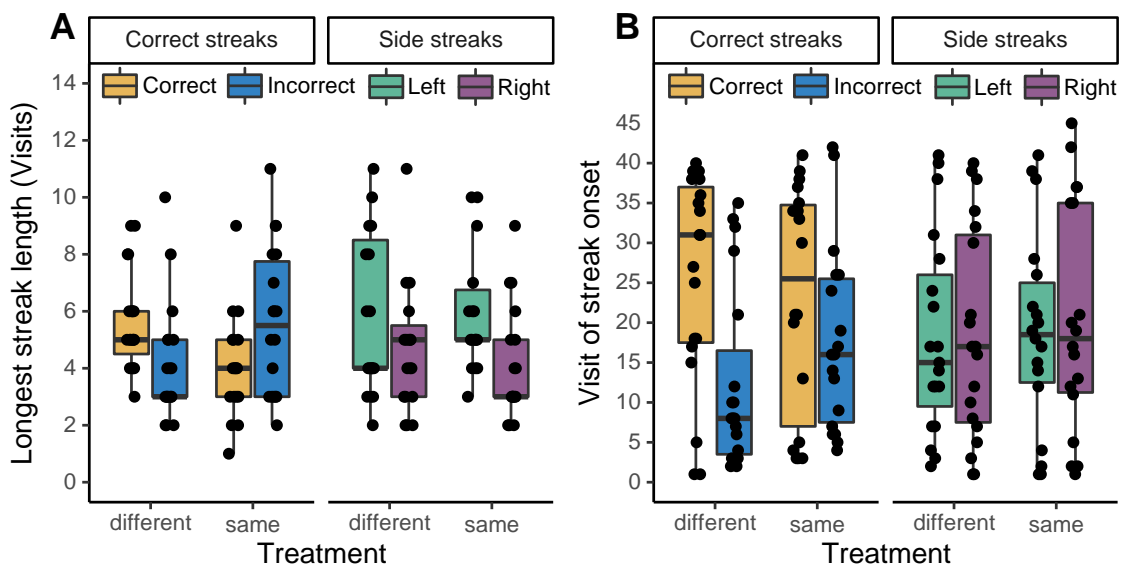 A
Correct streaks
Side streaks
Correct
Incorrect
Left
Right
Longest streak length (Visits)
14
12
10
8
6
4
2
0
different
same
different
same
Treatment
B
Correct streaks
Side streaks
Correct
Incorrect
Left
Right
Visit of streak onset
45
40
35
30
25
20
15
10
5
0
different
same
different
same
Treatment